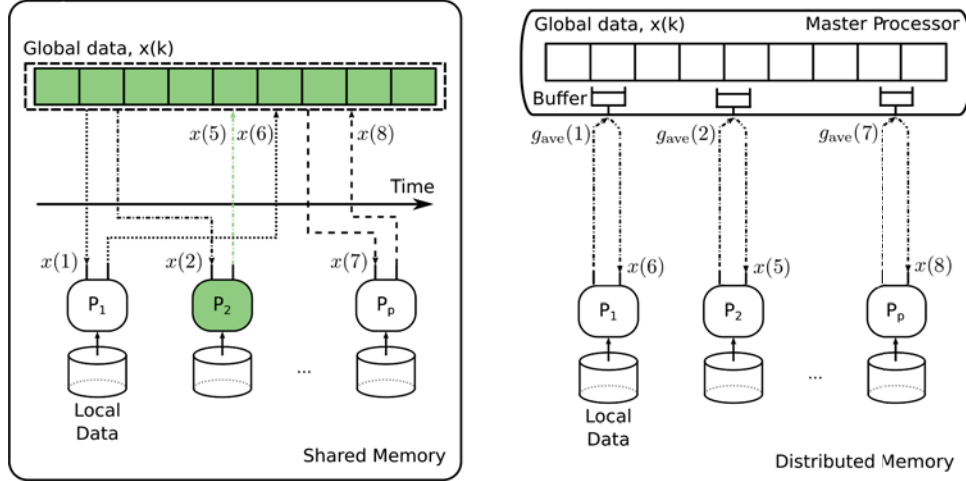 Global data, x(k)
x(5) x(6) x(8)
Time
x(1) x(2) x(7)
P₁ P₂ Pₚ
...
Local
Data
Shared Memory
Global data, x(k) Master Processor
Buffer
gₐᵥₑ(1) gₐᵥₑ(2) gₐᵥₑ(7)
x(6) x(5) x(8)
P₁ P₂ Pₚ
...
Local
Data
Distributed Memory